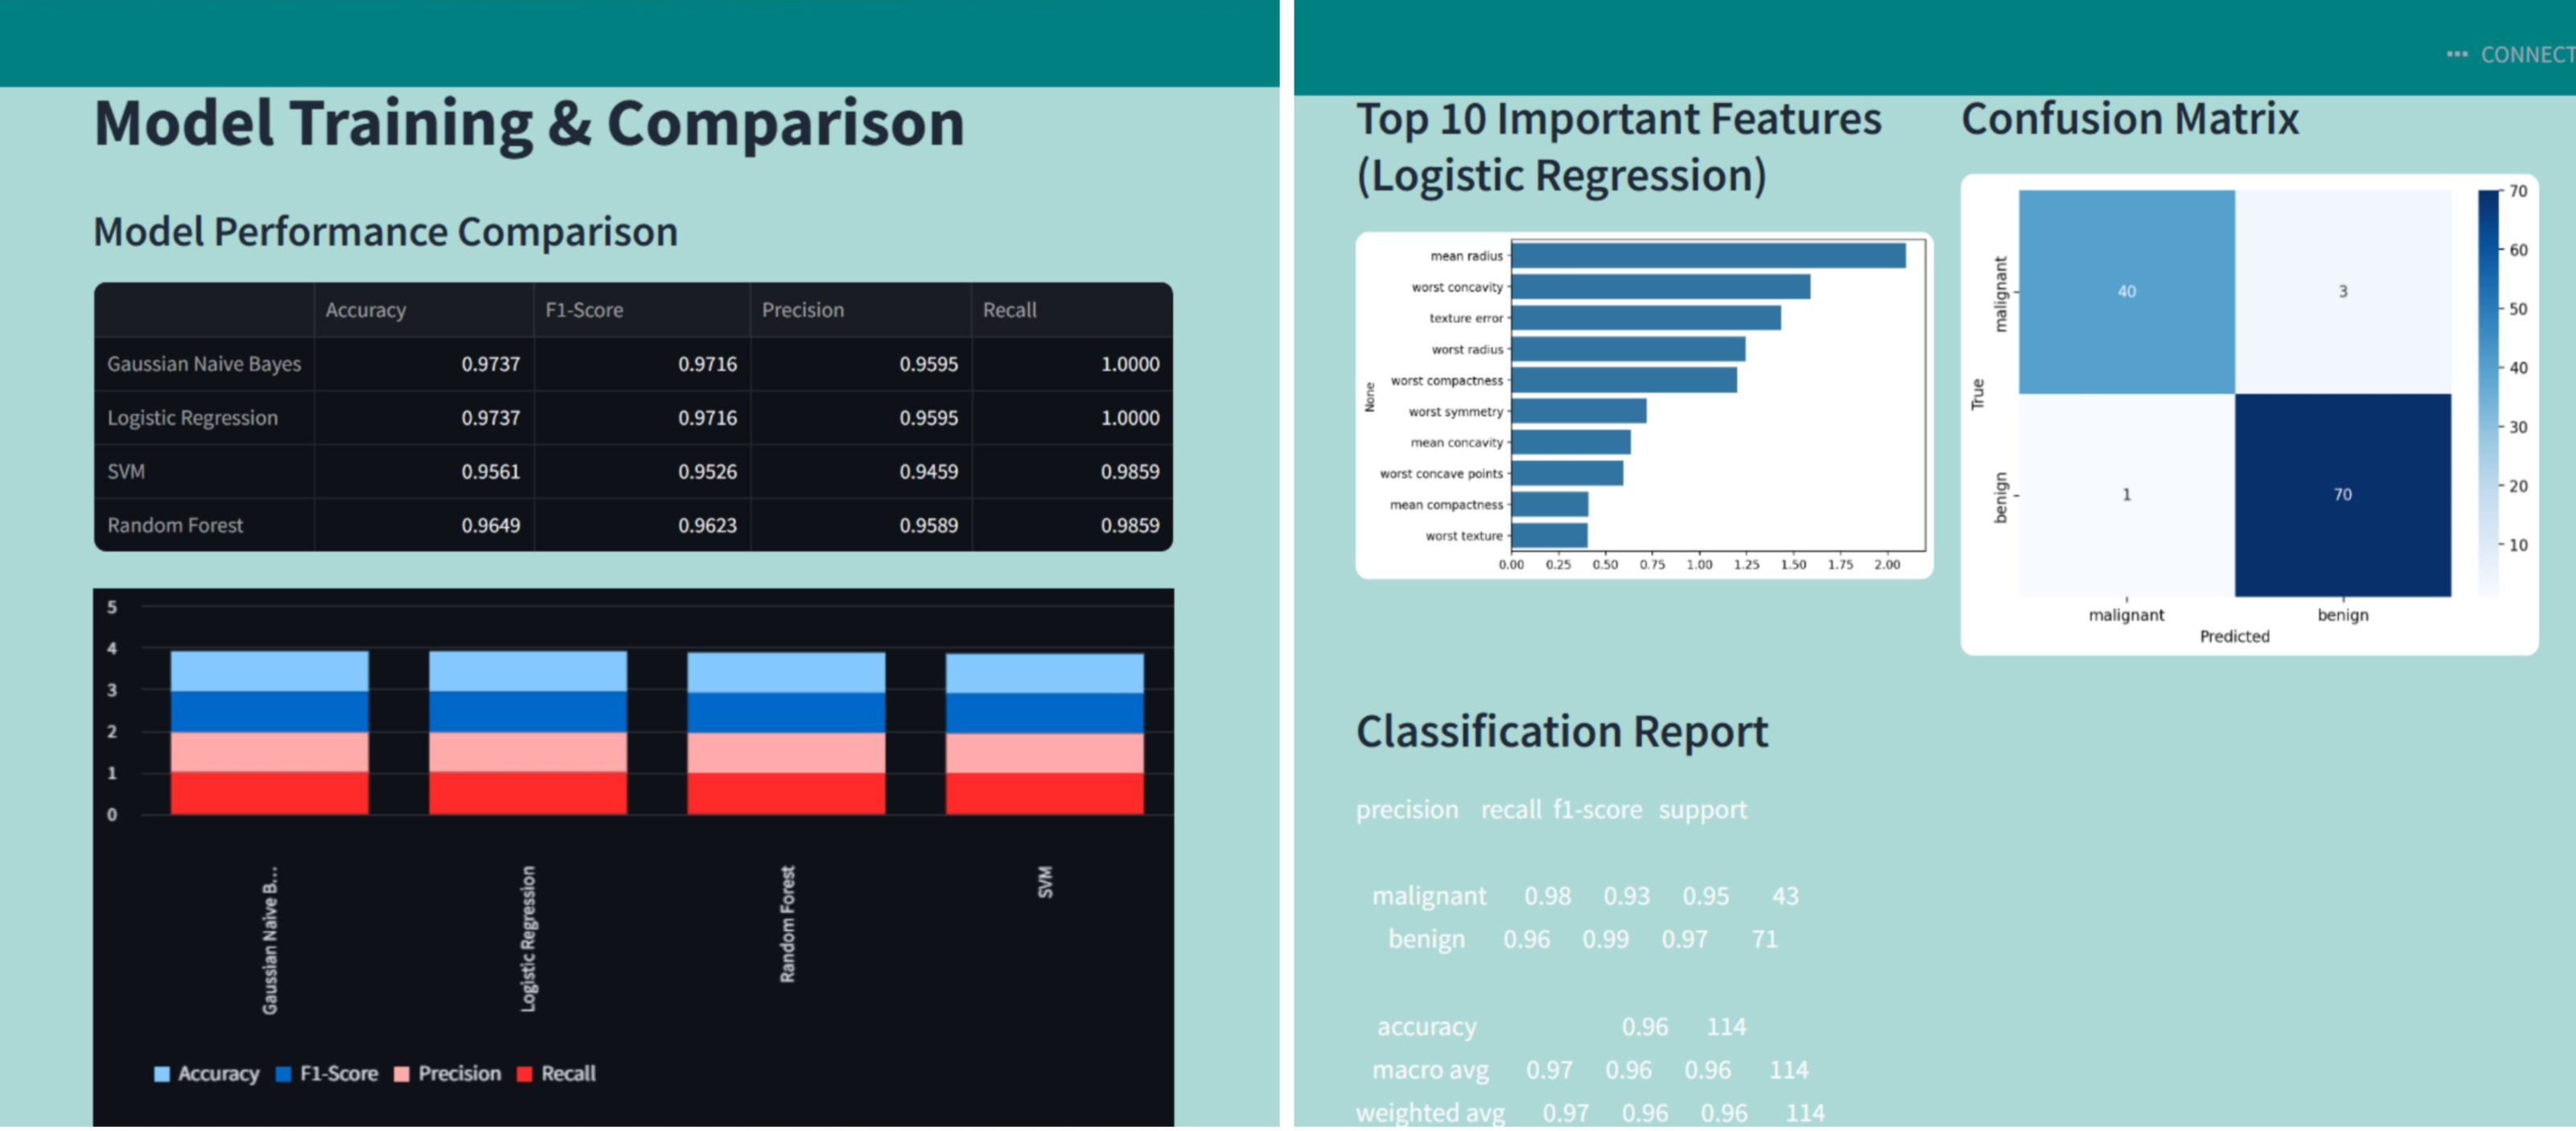 Model Training & Comparison
Model Performance Comparison
Accuracy F1-Score Precision Recall
Gaussian Naive Bayes 0.9737 0.9716 0.9595 1.0000
Logistic Regression 0.9737 0.9716 0.9595 1.0000
SVM 0.9561 0.9526 0.9459 0.9859
Random Forest 0.9649 0.9623 0.9589 0.9859
5
4
3
2
1
0
Gaussian Naive B...
Logistic Regression
Random Forest
SVM
Accuracy F1-Score Precision Recall
... CONNECT
Top 10 Important Features
(Logistic Regression)
None
mean radius
worst concavity
texture error
worst radius
worst compactness
worst symmetry
mean concavity
worst concave points
mean compactness
worst texture
0.00 0.25 0.50 0.75 1.00 1.25 1.50 1.75 2.00
Confusion Matrix
True
malignant
benign
40 3
1 70
malignant benign
Predicted
70
60
50
40
30
20
10
Classification Report
precision recall f1-score support
malignant 0.98 0.93 0.95 43
benign 0.96 0.99 0.97 71
accuracy 0.96 114
macro avg 0.97 0.96 0.96 114
weighted avg 0.97 0.96 0.96 114